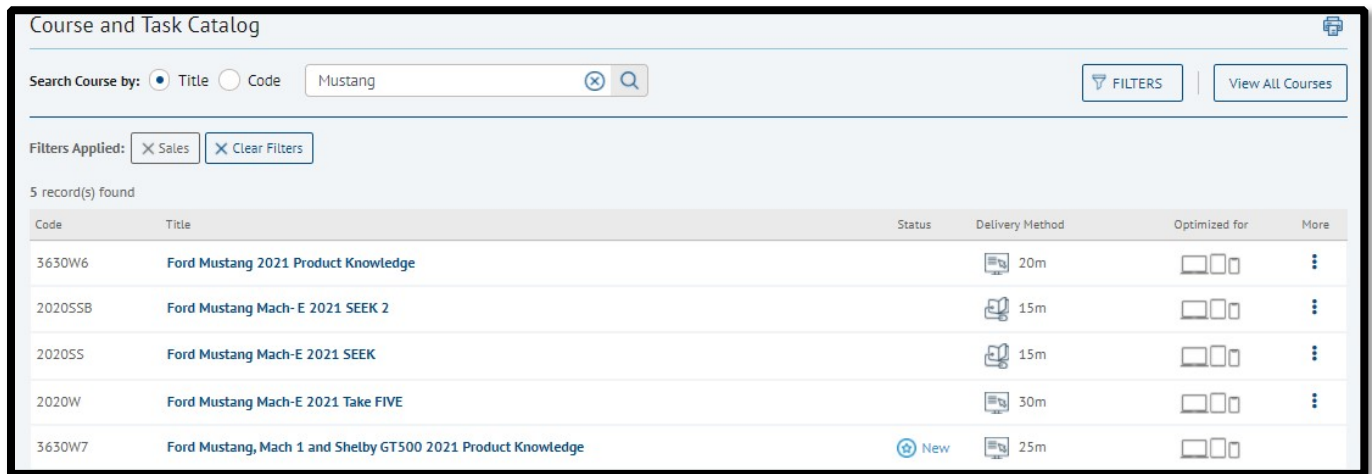 Course and Task Catalog
Search Course by: Title Code Mustang FILTERS View All Courses
Filters Applied: Sales Clear Filters
5 record(s) found
Code Title Status Delivery Method Optimized for More
3630W6 Ford Mustang 2021 Product Knowledge 20m
2020SSB Ford Mustang Mach- E 2021 SEEK 2 15m
2020SS Ford Mustang Mach-E 2021 SEEK 15m
2020W Ford Mustang Mach-E 2021 Take FIVE 30m
3630W7 Ford Mustang, Mach 1 and Shelby GT500 2021 Product Knowledge New 25m